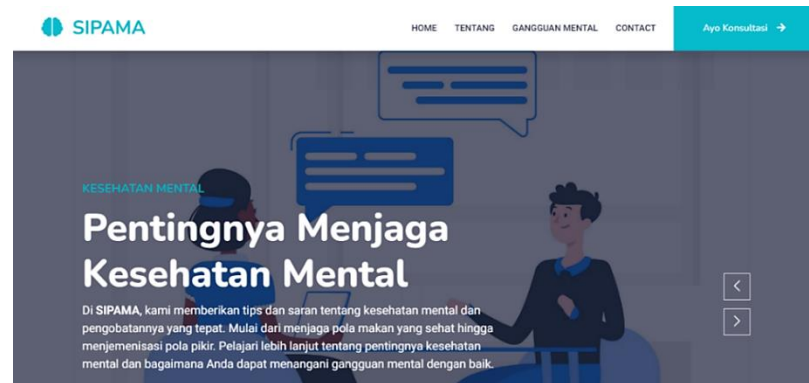 SIPAMA
HOME TENTANG GANGGUAN MENTAL CONTACT Ayo Konsultasi →
KESEHATAN MENTAL
Pentingnya Menjaga
Kesehatan Mental
Di SIPAMA, kami memberikan tips dan saran tentang kesehatan mental dan
pengobatannya yang tepat. Mulai dari menjaga pola makan yang sehat hingga
menjemenisasi pola pikir. Pelajari lebih lanjut tentang pentingnya kesehatan
mental dan bagaimana Anda dapat menangani gangguan mental dengan baik.